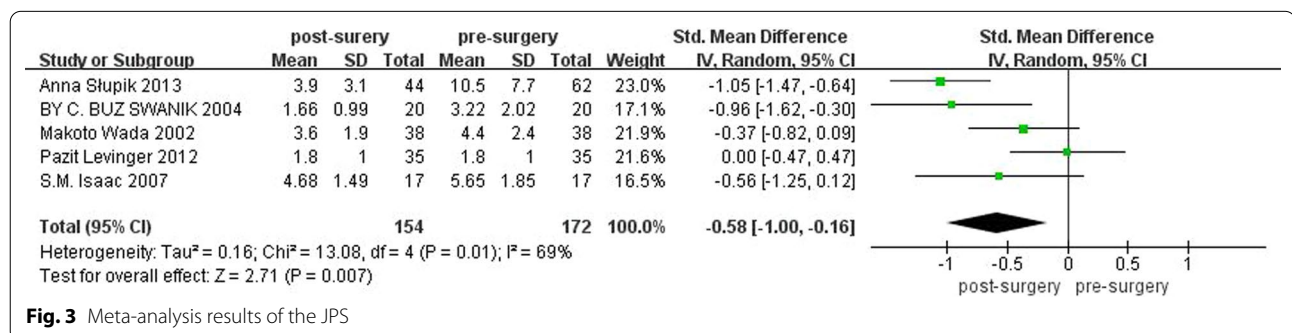 post-surery pre-surgery Std. Mean Difference Std. Mean Difference
Study or Subgroup Mean SD Total Mean SD Total Weight IV, Random, 95% CI IV, Random, 95% CI
Anna Słupik 2013 3.9 3.1 44 10.5 7.7 62 23.0% -1.05 [-1.47, -0.64]
BY C. BUZ SWANIK 2004 1.66 0.99 20 3.22 2.02 20 17.1% -0.96 [-1.62, -0.30]
Makoto Wada 2002 3.6 1.9 38 4.4 2.4 38 21.9% -0.37 [-0.82, 0.09]
Pazit Levinger 2012 1.8 1 35 1.8 1 35 21.6% 0.00 [-0.47, 0.47]
S.M. Isaac 2007 4.68 1.49 17 5.65 1.85 17 16.5% -0.56 [-1.25, 0.12]
Total (95% CI) 154 172 100.0% -0.58 [-1.00, -0.16]
Heterogeneity: Tau² = 0.16; Chi² = 13.08, df = 4 (P = 0.01); I² = 69%
Test for overall effect: Z = 2.71 (P = 0.007)
-1 -0.5 0 0.5 1
post-surgery pre-surgery
Fig. 3 Meta-analysis results of the JPS